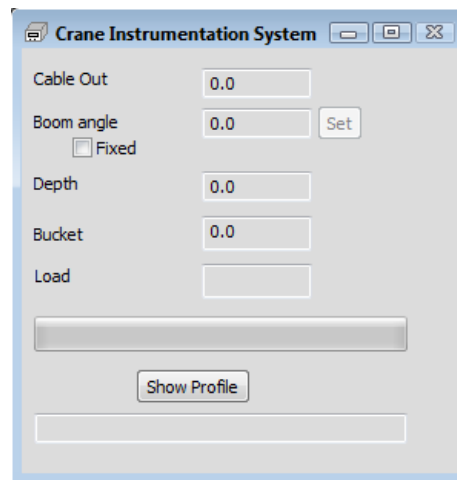 Crane Instrumentation System
Cable Out 0.0
Boom angle 0.0 Set
Fixed
Depth 0.0
Bucket 0.0
Load
Show Profile